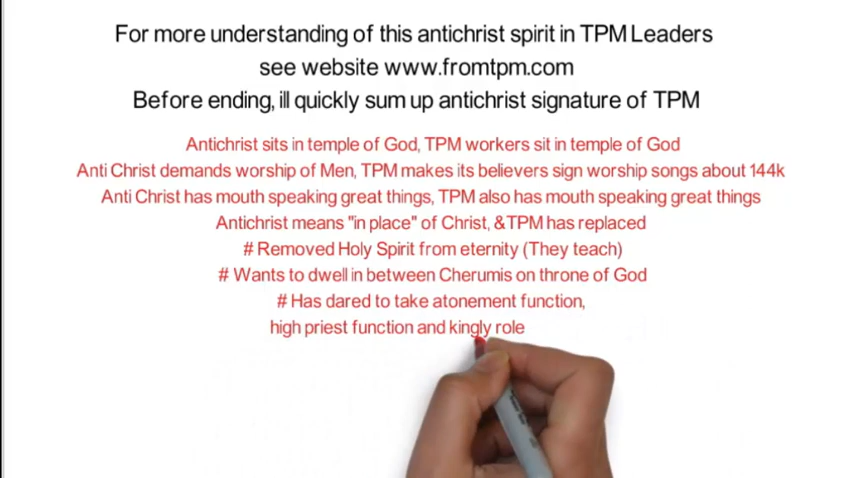 For more understanding of this antichrist spirit in TPM Leaders
see website www.fromtpm.com
Before ending, ill quickly sum up antichrist signature of TPM
Antichrist sits in temple of God, TPM workers sit in temple of God
Anti Christ demands worship of Men, TPM makes its believers sign worship songs about 144k
Anti Christ has mouth speaking great things, TPM also has mouth speaking great things
Antichrist means "in place" of Christ, &TPM has replaced
# Removed Holy Spirit from eternity (They teach)
# Wants to dwell in between Cherumis on throne of God
# Has dared to take atonement function,
high priest function and kingly role